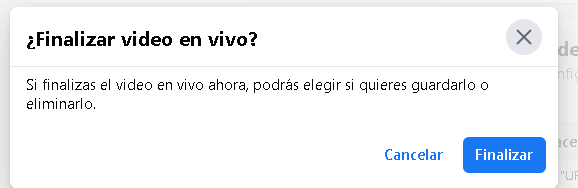 ¿Finalizar video en vivo?
Si finalizas el video en vivo ahora, podrás elegir si quieres guardarlo o
eliminarlo.
Cancelar
Finalizar